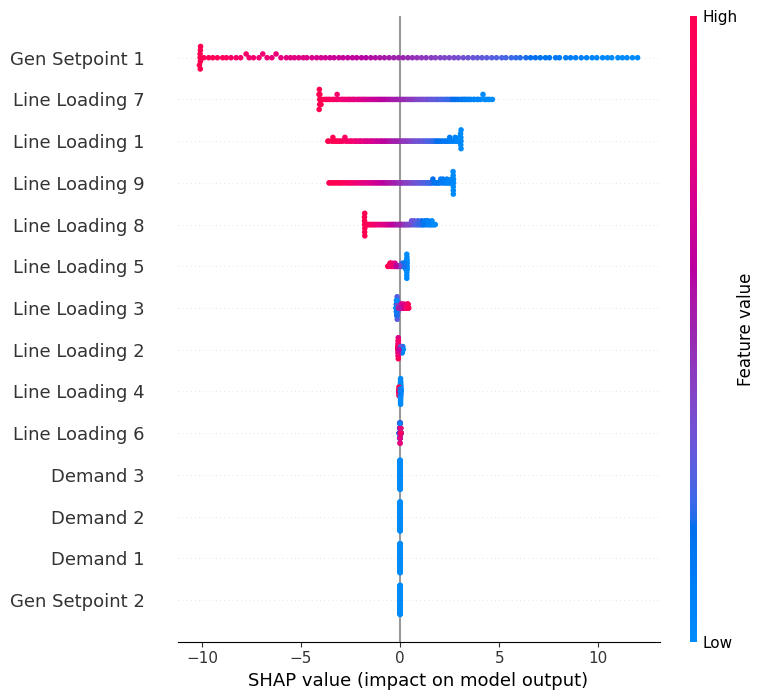 High
Gen Setpoint 1
Line Loading 7
Line Loading 1
Line Loading 9
Line Loading 8
Line Loading 5
Line Loading 3
Line Loading 2
Line Loading 4
Line Loading 6
Demand 3
Demand 2
Demand 1
Gen Setpoint 2
Feature value
Low
−10 −5 0 5 10
SHAP value (impact on model output)